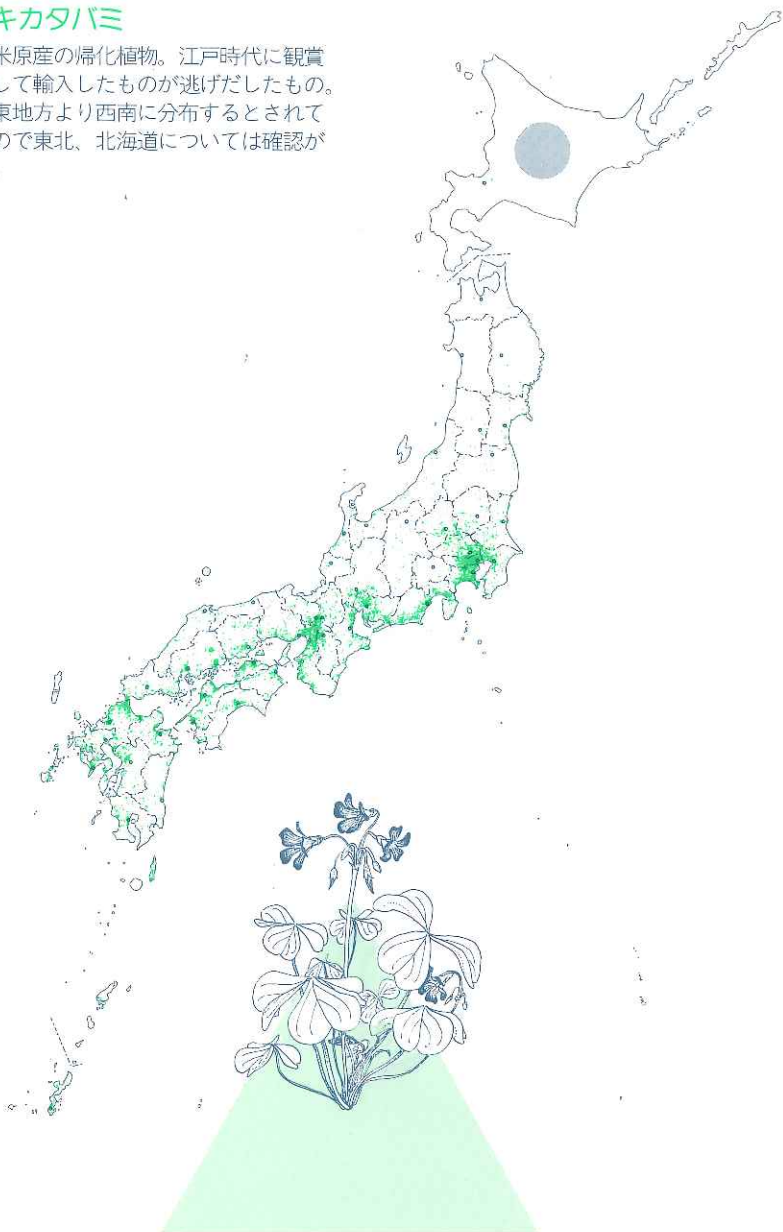 キカタバミ
米原産の帰化植物。江戸時代に観賞
して輸入したものが逃げだしたもの。
東地方より西南に分布するとされて
ので東北、北海道については確認が